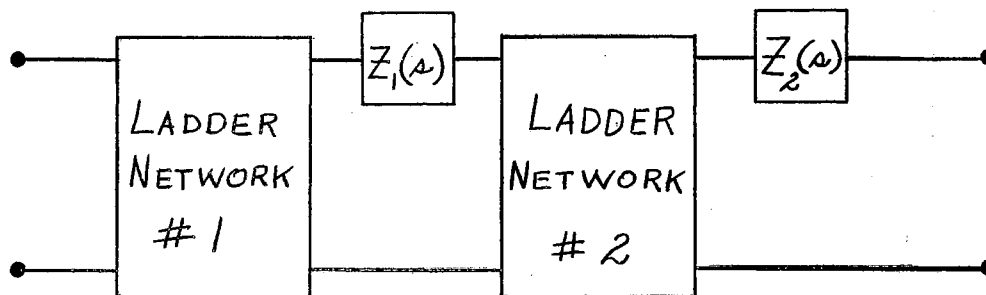 LADDER
NETWORK
# 1
Z₁(s)
LADDER
NETWORK
# 2
Z₂(s)